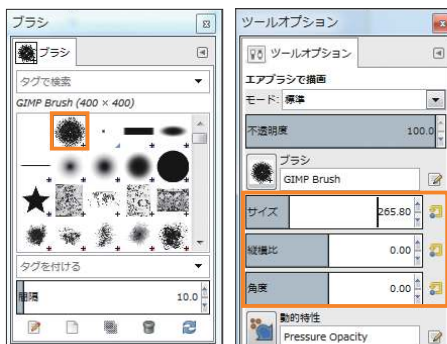 ブラシ
ブラシ
タグで検索
GIMP Brush (400 × 400)
タグを付ける
間隔 10.0
ツールオプション
ツールオプション
エアブラシで描画
モード: 標準
不透明度 100.0
ブラシ
GIMP Brush
サイズ 265.80
縦横比 0.00
角度 0.00
動的特性
Pressure Opacity